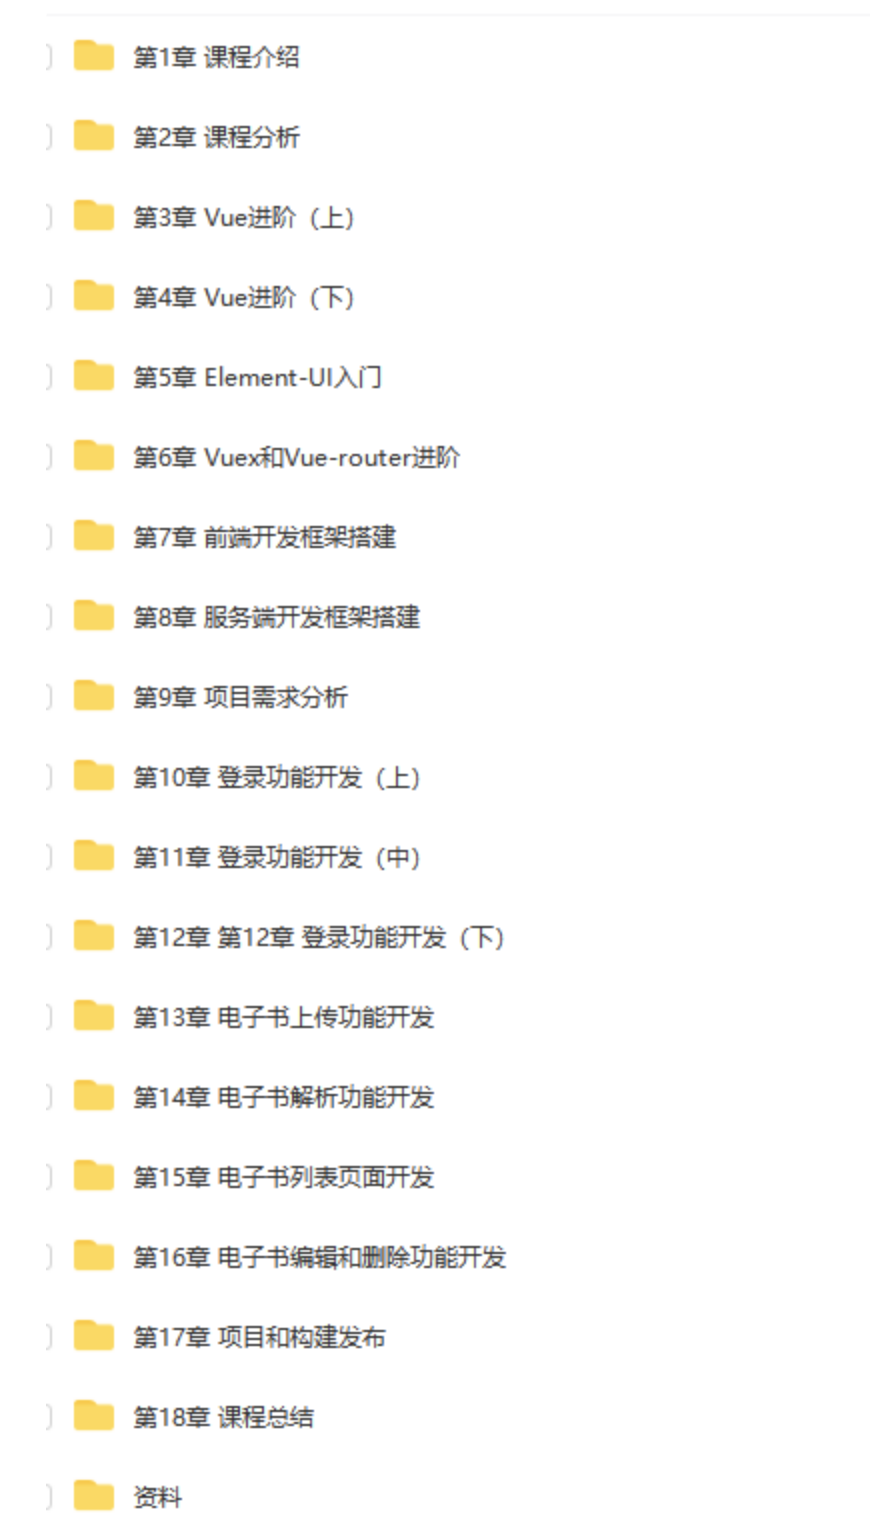 第1章 课程介绍
第2章 课程分析
第3章 Vue进阶（上）
第4章 Vue进阶（下）
第5章 Element-UI入门
第6章 Vuex和Vue-router进阶
第7章 前端开发框架搭建
第8章 服务端开发框架搭建
第9章 项目需求分析
第10章 登录功能开发（上）
第11章 登录功能开发（中）
第12章 第12章 登录功能开发（下）
第13章 电子书上传功能开发
第14章 电子书解析功能开发
第15章 电子书列表页面开发
第16章 电子书编辑和删除功能开发
第17章 项目和构建发布
第18章 课程总结
资料